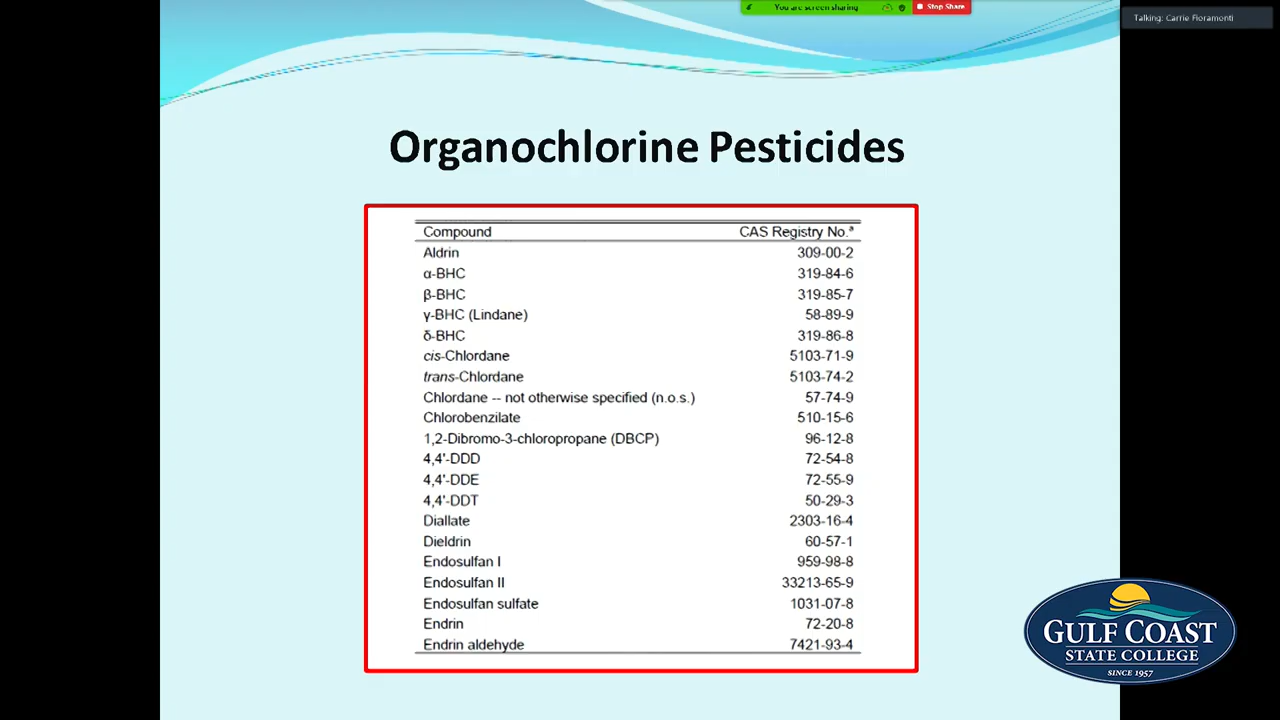 You are screen sharing
Stop Share
Talking: Carrie Fioramonti
Organochlorine Pesticides
Compound CAS Registry No.ª
Aldrin 309-00-2
α-BHC 319-84-6
β-BHC 319-85-7
γ-BHC (Lindane) 58-89-9
δ-BHC 319-86-8
cis-Chlordane 5103-71-9
trans-Chlordane 5103-74-2
Chlordane -- not otherwise specified (n.o.s.) 57-74-9
Chlorobenzilate 510-15-6
1,2-Dibromo-3-chloropropane (DBCP) 96-12-8
4,4'-DDD 72-54-8
4,4'-DDE 72-55-9
4,4'-DDT 50-29-3
Diallate 2303-16-4
Dieldrin 60-57-1
Endosulfan I 959-98-8
Endosulfan II 33213-65-9
Endosulfan sulfate 1031-07-8
Endrin 72-20-8
Endrin aldehyde 7421-93-4
GULF COAST
STATE COLLEGE
SINCE 1957